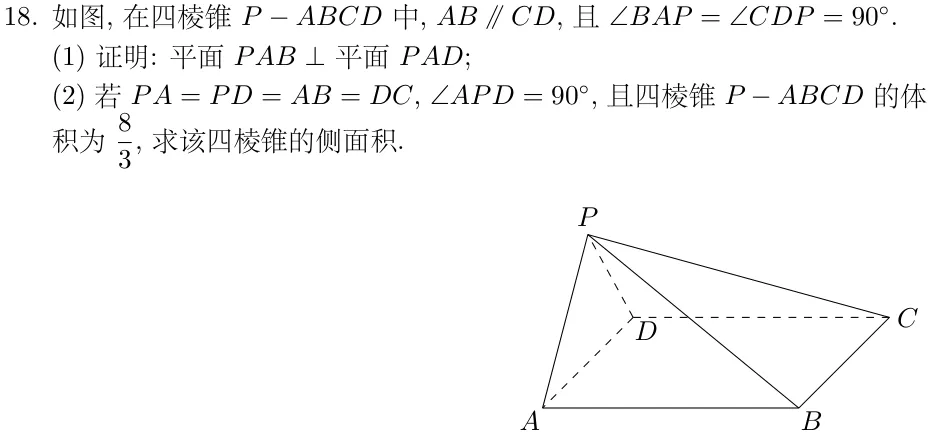 18. 如图, 在四棱锥 P − ABCD 中, AB ∥ CD, 且 ∠BAP = ∠CDP = 90°.
(1) 证明: 平面 PAB ⊥ 平面 PAD;
(2) 若 PA = PD = AB = DC, ∠APD = 90°, 且四棱锥 P − ABCD 的体
积为 8/3, 求该四棱锥的侧面积.
P
C
D
A
B